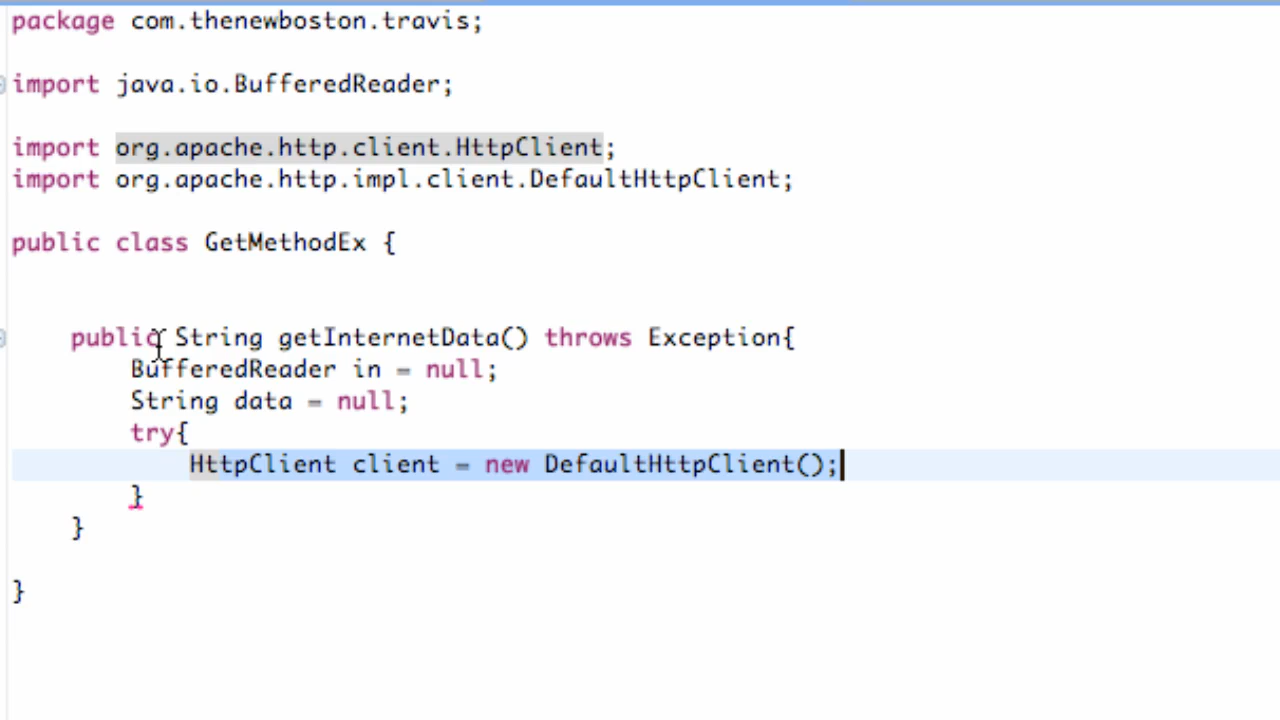 package com.thenewboston.travis;
import java.io.BufferedReader;
import org.apache.http.client.HttpClient;
import org.apache.http.impl.client.DefaultHttpClient;
public class GetMethodEx {
public String getInternetData() throws Exception{
BufferedReader in = null;
String data = null;
try{
HttpClient client = new DefaultHttpClient();
}
}
}